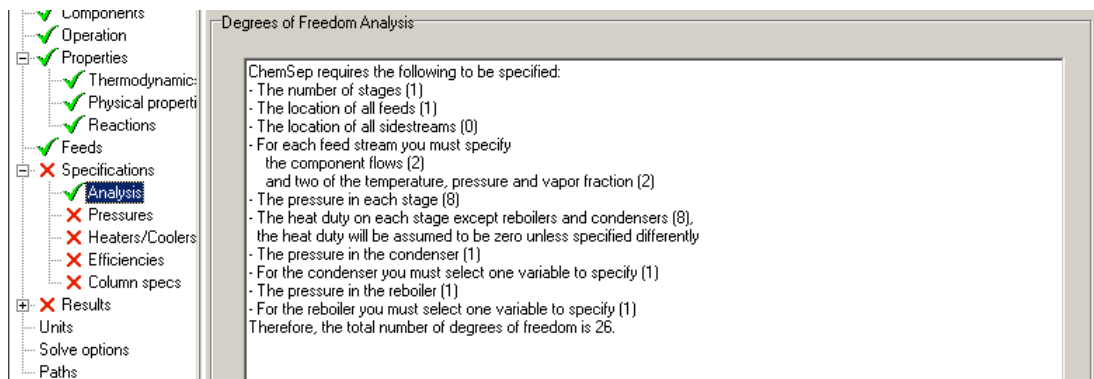 Components
Operation
Properties
Thermodynamic:
Physical properti
Reactions
Feeds
Specifications
Analysis
Pressures
Heaters/Coolers
Efficiencies
Column specs
Results
Units
Solve options
Paths
Degrees of Freedom Analysis
ChemSep requires the following to be specified:
- The number of stages (1)
- The location of all feeds (1)
- The location of all sidestreams (0)
- For each feed stream you must specify
the component flows (2)
and two of the temperature, pressure and vapor fraction (2)
- The pressure in each stage (8)
- The heat duty on each stage except reboilers and condensers (8),
the heat duty will be assumed to be zero unless specified differently
- The pressure in the condenser (1)
- For the condenser you must select one variable to specify (1)
- The pressure in the reboiler (1)
- For the reboiler you must select one variable to specify (1)
Therefore, the total number of degrees of freedom is 26.